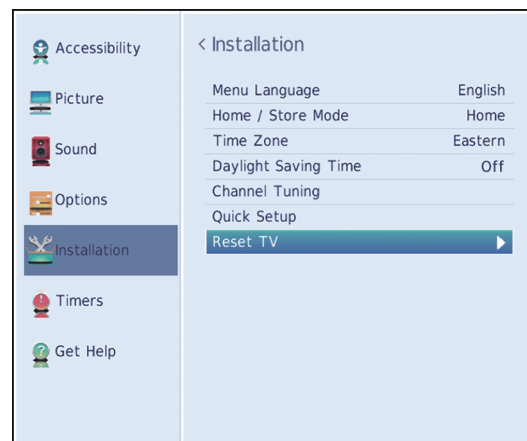 Accessibility
Picture
Sound
Options
Installation
Timers
Get Help
< Installation
Menu Language English
Home / Store Mode Home
Time Zone Eastern
Daylight Saving Time Off
Channel Tuning
Quick Setup
Reset TV